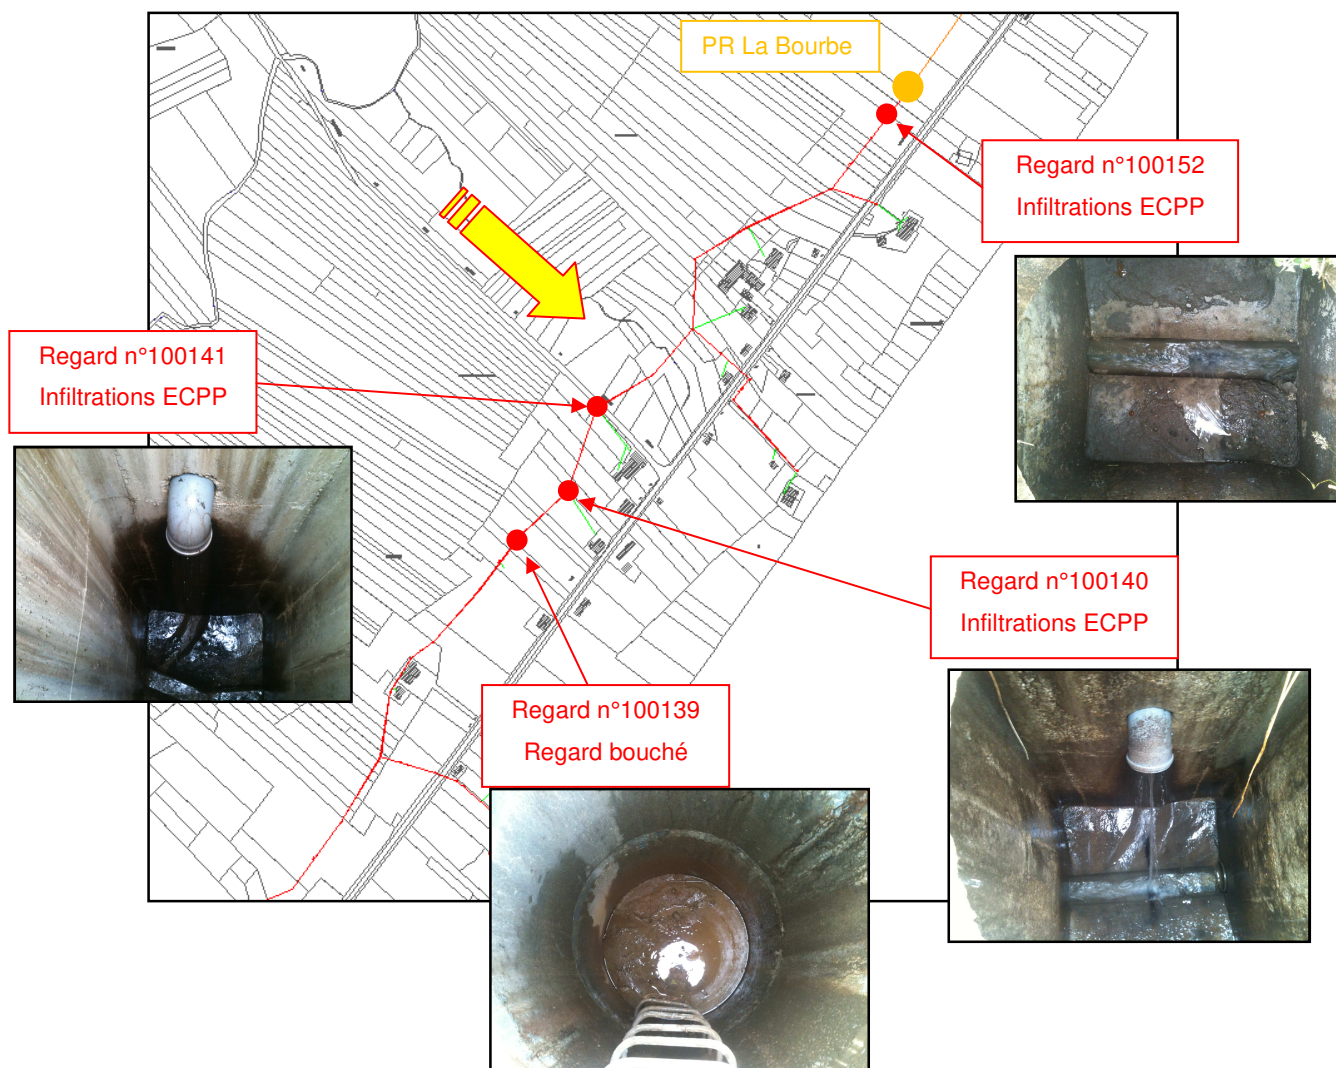 PR La Bourbe
Regard n°100152
Infiltrations ECPP
Regard n°100141
Infiltrations ECPP
Regard n°100140
Infiltrations ECPP
Regard n°100139
Regard bouché